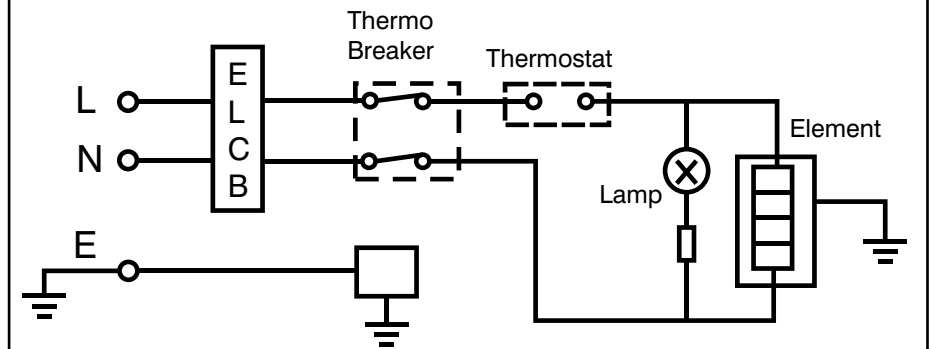 Thermo
Breaker
Thermostat
E
L
C
B
L
N
Element
Lamp
E